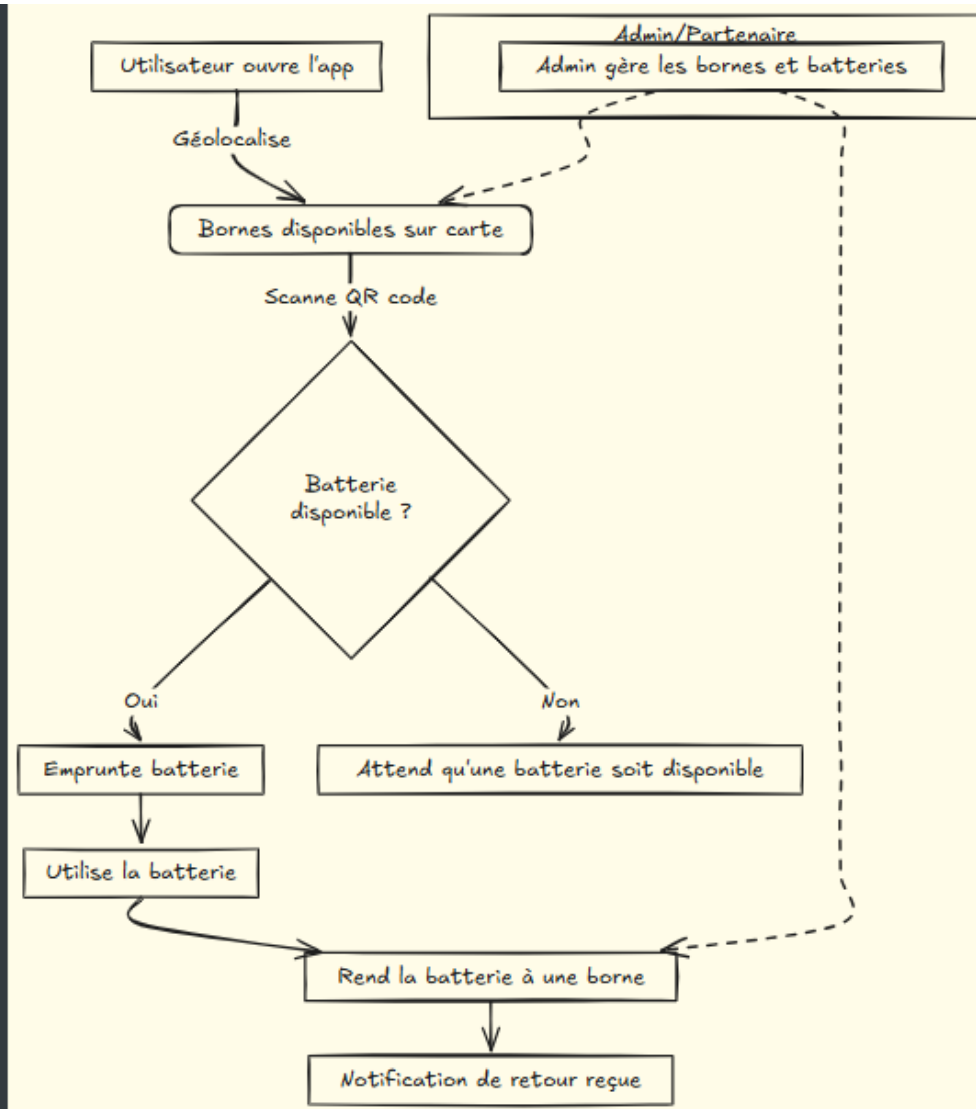 Admin/Partenaire
Utilisateur ouvre l'app
Admin gère les bornes et batteries
Géolocalise
Bornes disponibles sur carte
Scanne QR code
Batterie
disponible ?
Oui
Non
Emprunte batterie
Attend qu'une batterie soit disponible
Utilise la batterie
Rend la batterie à une borne
Notification de retour reçue